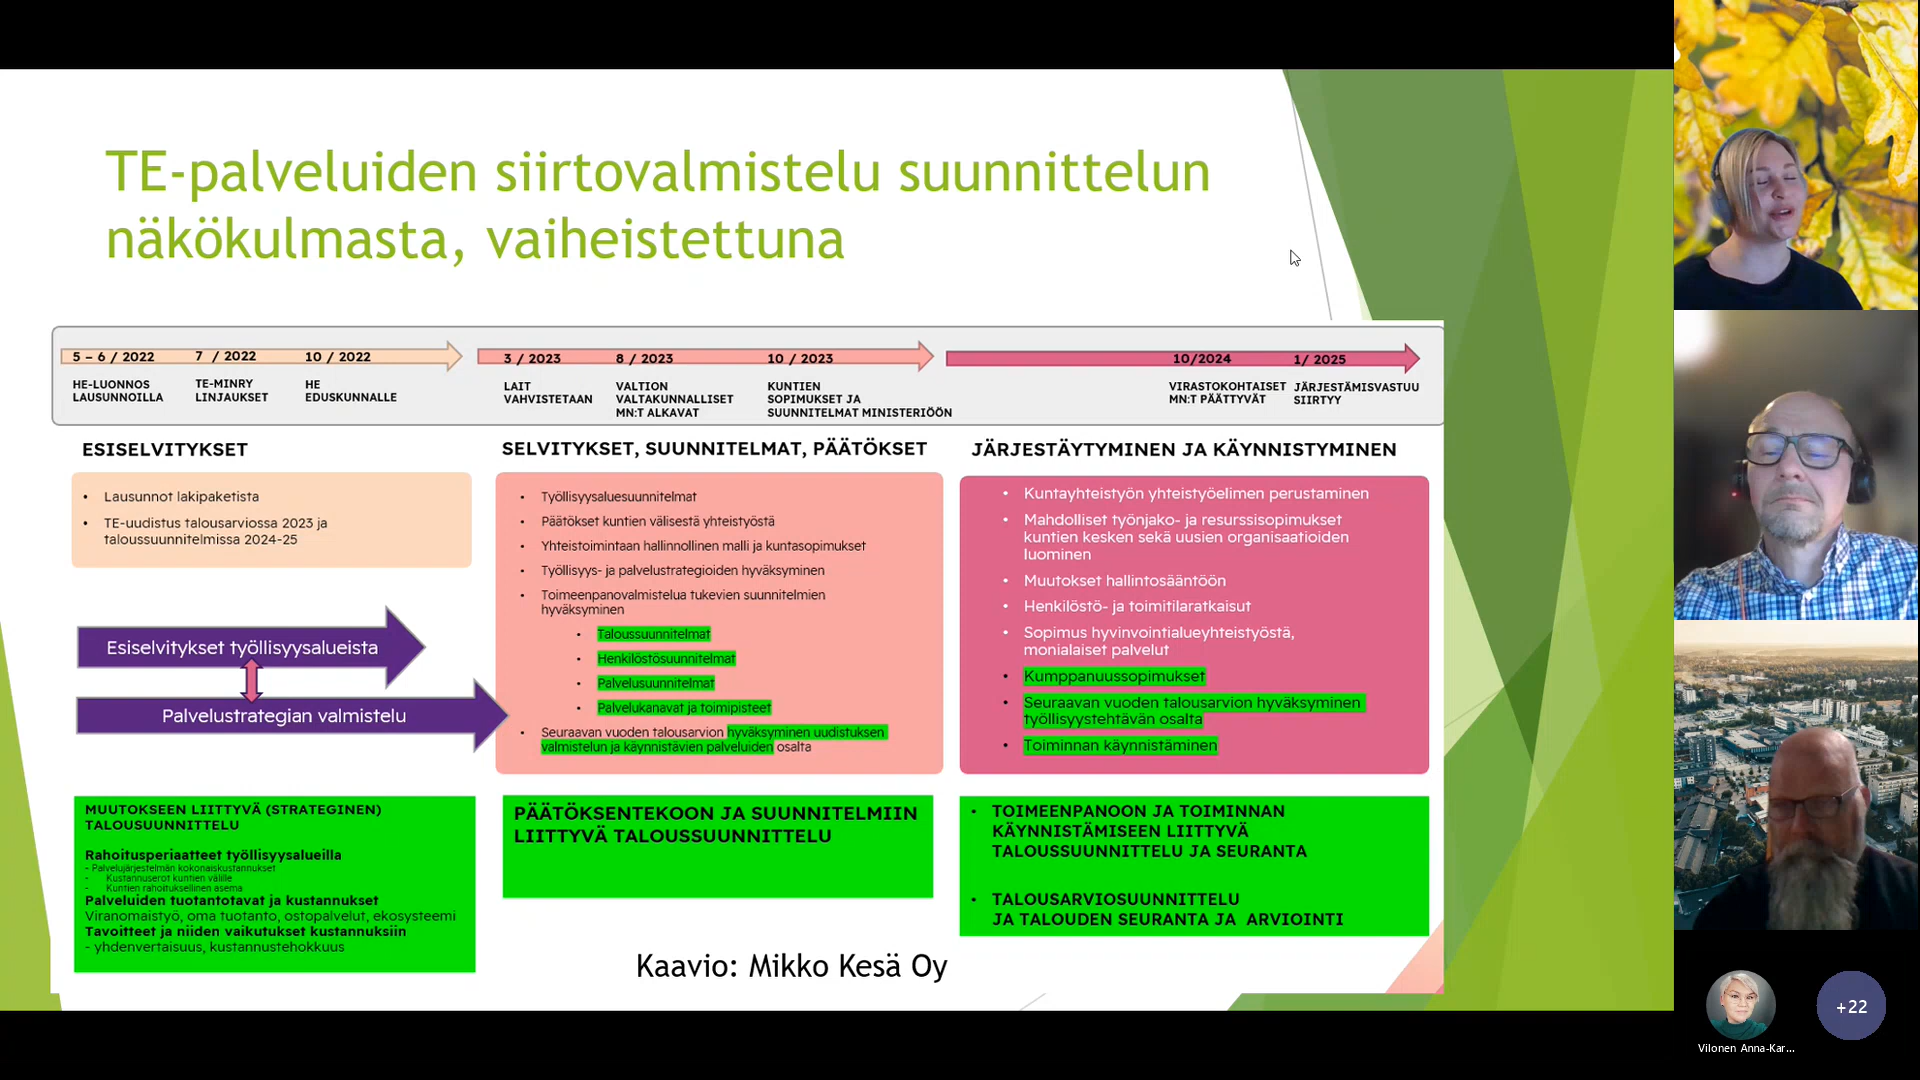 TE-palveluiden siirtovalmistelu suunnittelun
näkökulmasta, vaiheistettuna
5 – 6 / 2022
7 / 2022
10 / 2022
HE-LUONNOS
LAUSUNNOILLA
TE-MINRY
LINJAUKSET
HE
EDUSKUNNALLE
3 / 2023
8 / 2023
10 / 2023
LAIT
VAHVISTETAAN
VALTION
VALTAKUNNALLISET
MN:T ALKAVAT
KUNTIEN
SOPIMUKSET JA
SUUNNITELMAT MINISTERIÖÖN
10/2024
1/ 2025
VIRASTOKOHTAISET
MN:T PÄÄTTYVÄT
JÄRJESTÄMISVASTUU
SIIRTYY
ESISELVITYKSET
• Lausunnot lakipaketista
• TE-uudistus talousarviossa 2023 ja
taloussuunnitelmissa 2024-25
Esiselvitykset työllisyysalueista
Palvelustrategian valmistelu
MUUTOKSEEN LIITTYVÄ (STRATEGINEN)
TALOUSUUNNITTELU
Rahoitusperiaatteet työllisyysalueilla
- Palvelujärjestelmän kokonaiskustannukset
- Kustannuserot kuntien välille
- Kuntien rahoituksellinen asema
Palveluiden tuotantotavat ja kustannukset
Viranomaistyö, oma tuotanto, ostopalvelut, ekosysteemi
Tavoitteet ja niiden vaikutukset kustannuksiin
- yhdenvertaisuus, kustannustehokkuus
SELVITYKSET, SUUNNITELMAT, PÄÄTÖKSET
• Työllisyysaluesuunnitelmat
• Päätökset kuntien välisestä yhteistyöstä
• Yhteistoimintaan hallinnollinen malli ja kuntasopimukset
• Työllisyys- ja palvelustrategioiden hyväksyminen
• Toimeenpanovalmistelua tukevien suunnitelmien
hyväksyminen
• Taloussuunnitelmat
• Henkilöstösuunnitelmat
• Palvelusuunnitelmat
• Palvelukanavat ja toimipisteet
• Seuraavan vuoden talousarvion hyväksyminen uudistuksen
valmistelun ja käynnistävien palveluiden osalta
PÄÄTÖKSENTEKOON JA SUUNNITELMIIN
LIITTYVÄ TALOUSSUUNNITTELU
JÄRJESTÄYTYMINEN JA KÄYNNISTYMINEN
• Kuntayhteistyön yhteistyöelimen perustaminen
• Mahdolliset työnjako- ja resurssisopimukset
kuntien kesken sekä uusien organisaatioiden
luominen
• Muutokset hallintosääntöön
• Henkilöstö- ja toimitilaratkaisut
• Sopimus hyvinvointialueyhteistyöstä,
monialaiset palvelut
• Kumppanuussopimukset
• Seuraavan vuoden talousarvion hyväksyminen
työllisyystehtävän osalta
• Toiminnan käynnistäminen
• TOIMEENPANOON JA TOIMINNAN
KÄYNNISTÄMISEEN LIITTYVÄ
TALOUSSUUNNITTELU JA SEURANTA
• TALOUSARVIOSUUNNITTELU
JA TALOUDEN SEURANTA JA ARVIOINTI
Kaavio: Mikko Kesä Oy
+22
Vilonen Anna-Kar...